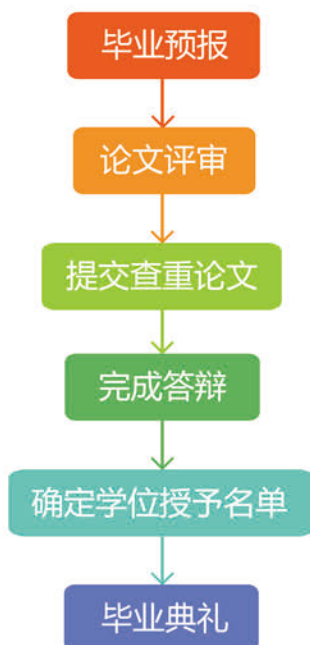 毕业预报
论文评审
提交查重论文
完成答辩
确定学位授予名单
毕业典礼